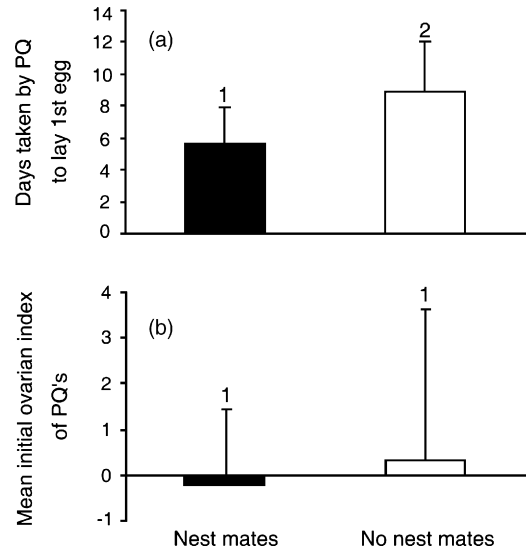 Days taken by PQ
to lay 1st egg
14
12
10
8
6
4
2
0
(a)
1
2
Mean initial ovarian index
of PQ's
4
3
2
1
0
-1
(b)
1
1
Nest mates
No nest mates